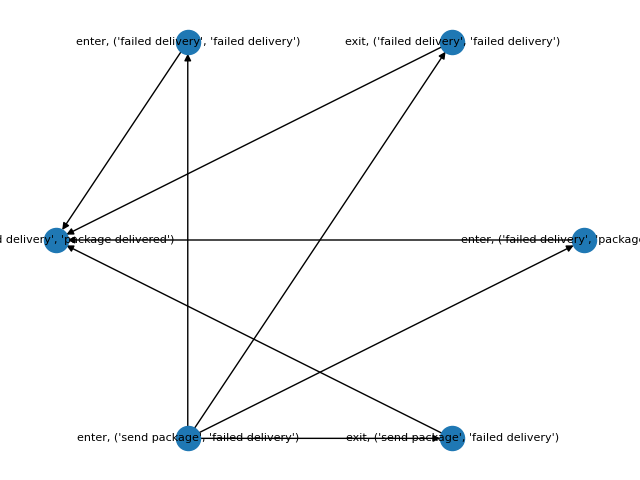 enter, ('failed delivery', 'failed delivery')
exit, ('failed delivery', 'failed delivery')
d delivery', 'package delivered')
enter, ('failed delivery', 'package
enter, ('send package', 'failed delivery')
exit, ('send package', 'failed delivery')